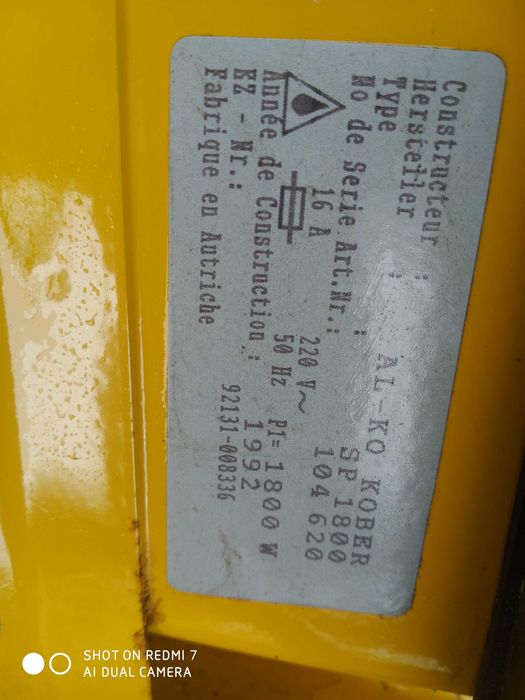 Constructeur :
Hersteller : AL-KO KOBER
Type : SP 1800
No de Serie Art.Nr.: 104 620
16 A 220 V~
50 Hz P1= 1800 W
Année de Construction : 1992
EZ - Nr.: 92131-008336
Fabrique en Autriche
SHOT ON REDMI 7
AI DUAL CAMERA